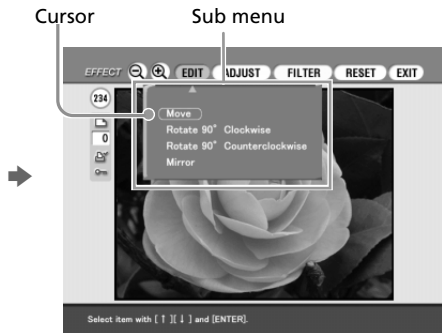 Cursor Sub menu
EFFECT EDIT ADJUST FILTER RESET EXIT
234
Move
0
Rotate 90° Clockwise
Rotate 90° Counterclockwise
Mirror
Select item with [ ↑ ][ ↓ ] and [ENTER].